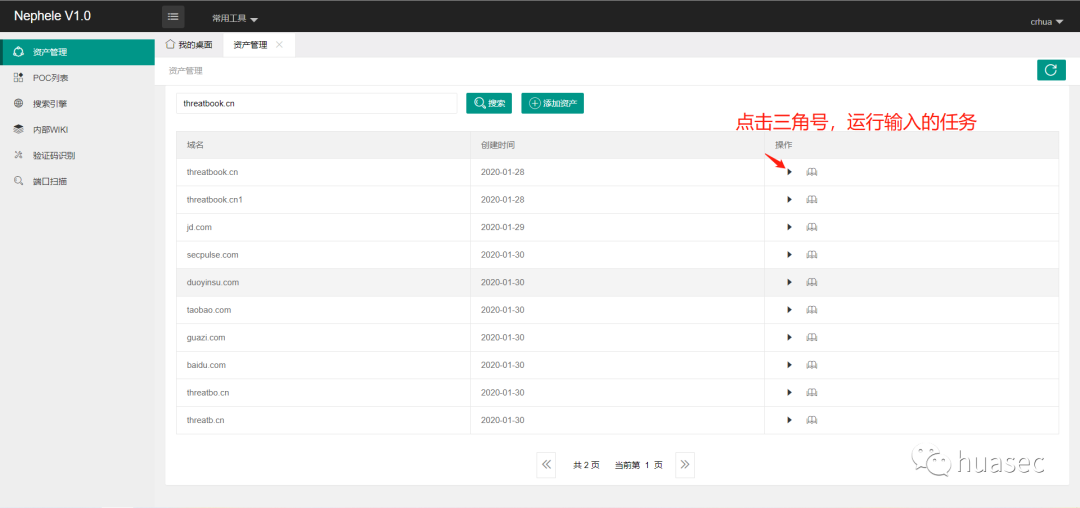 Nephele V1.0
常用工具
crhua
资产管理
POC列表
搜索引擎
内部WIKI
验证码识别
端口扫描
我的桌面 资产管理
资产管理
threatbook.cn 搜索 添加资产
点击三角号，运行输入的任务
域名 创建时间 操作
threatbook.cn 2020-01-28
threatbook.cn1 2020-01-28
jd.com 2020-01-29
secpulse.com 2020-01-30
duoyinsu.com 2020-01-30
taobao.com 2020-01-30
guazi.com 2020-01-30
baidu.com 2020-01-30
threatbo.cn 2020-01-30
threatb.cn 2020-01-30
共 2 页 当前第 1 页
huasec